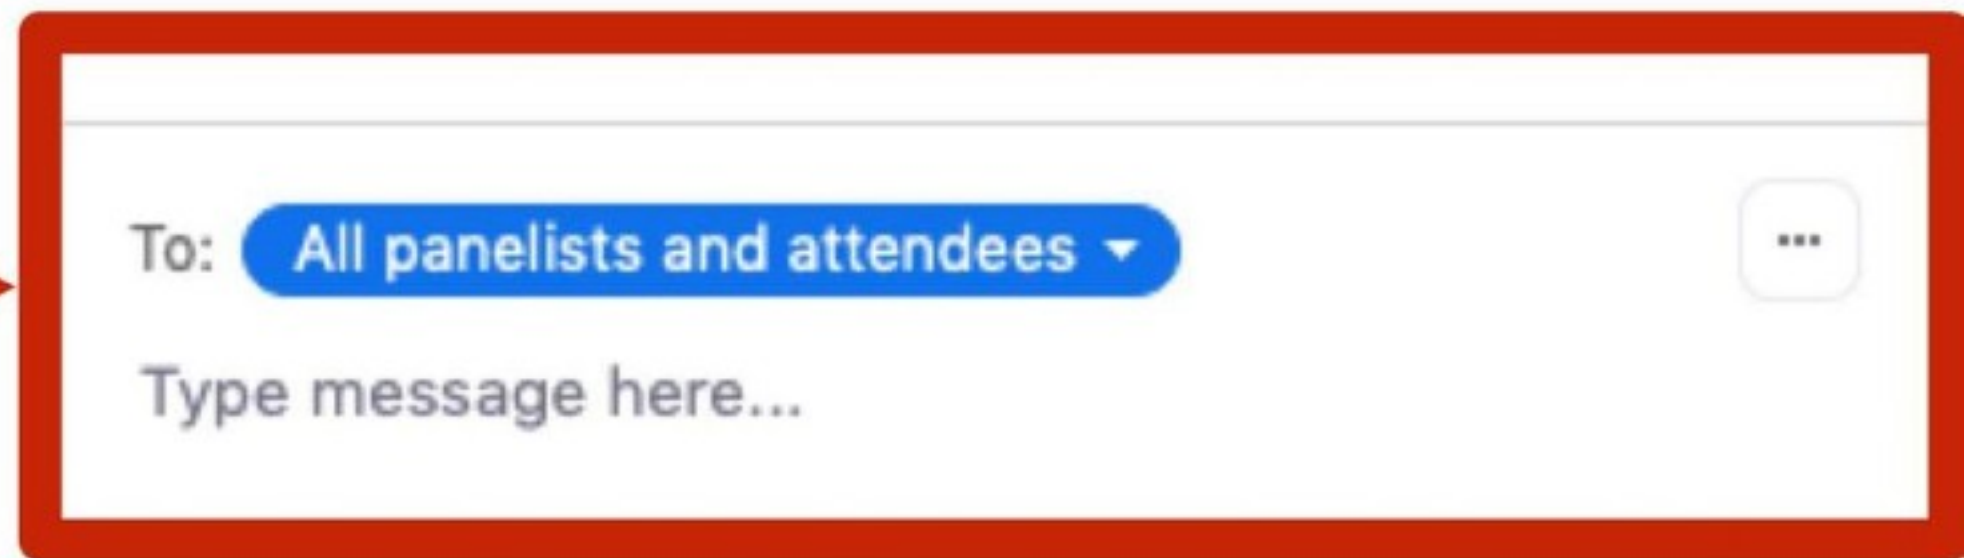 To: All panelists and attendees
Type message here...